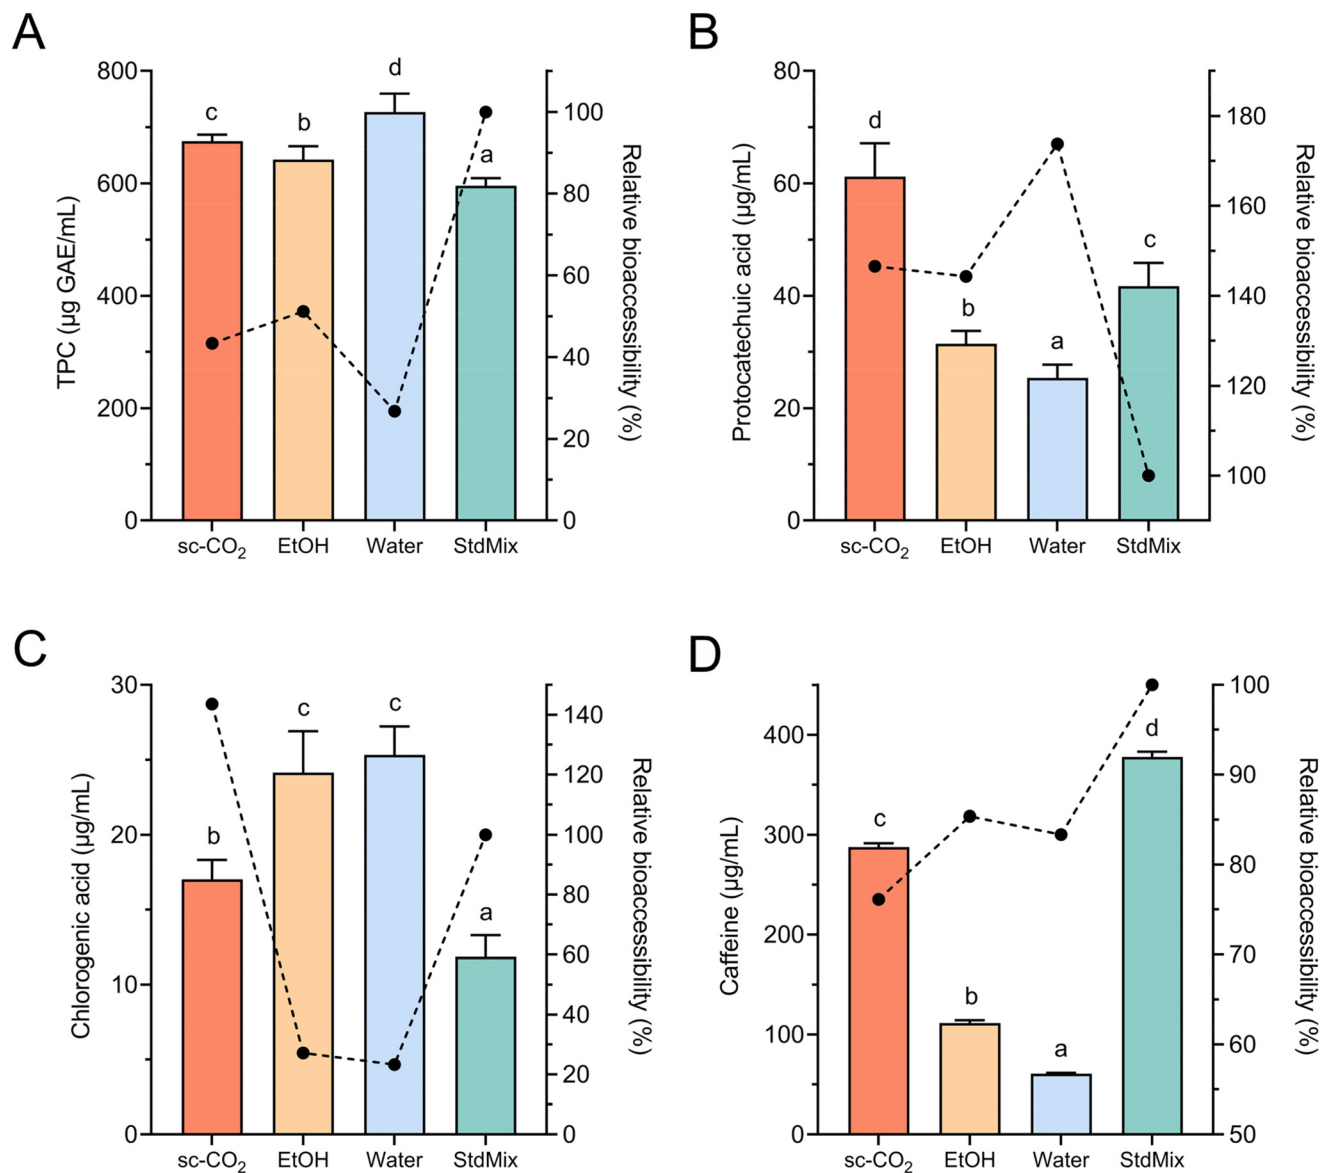 A
TPC (µg GAE/mL)
800
600
400
200
0
c
b
d
a
100
80
60
40
20
0
Relative bioaccessibility (%)
sc-CO₂
EtOH
Water
StdMix
B
Protocatechuic acid (µg/mL)
80
60
40
20
0
d
b
a
c
180
160
140
120
100
Relative bioaccessibility (%)
sc-CO₂
EtOH
Water
StdMix
C
Chlorogenic acid (µg/mL)
30
20
10
0
b
c
c
a
140
120
100
80
60
40
20
0
Relative bioaccessibility (%)
sc-CO₂
EtOH
Water
StdMix
D
Caffeine (µg/mL)
400
300
200
100
0
c
b
a
d
100
90
80
70
60
50
Relative bioaccessibility (%)
sc-CO₂
EtOH
Water
StdMix